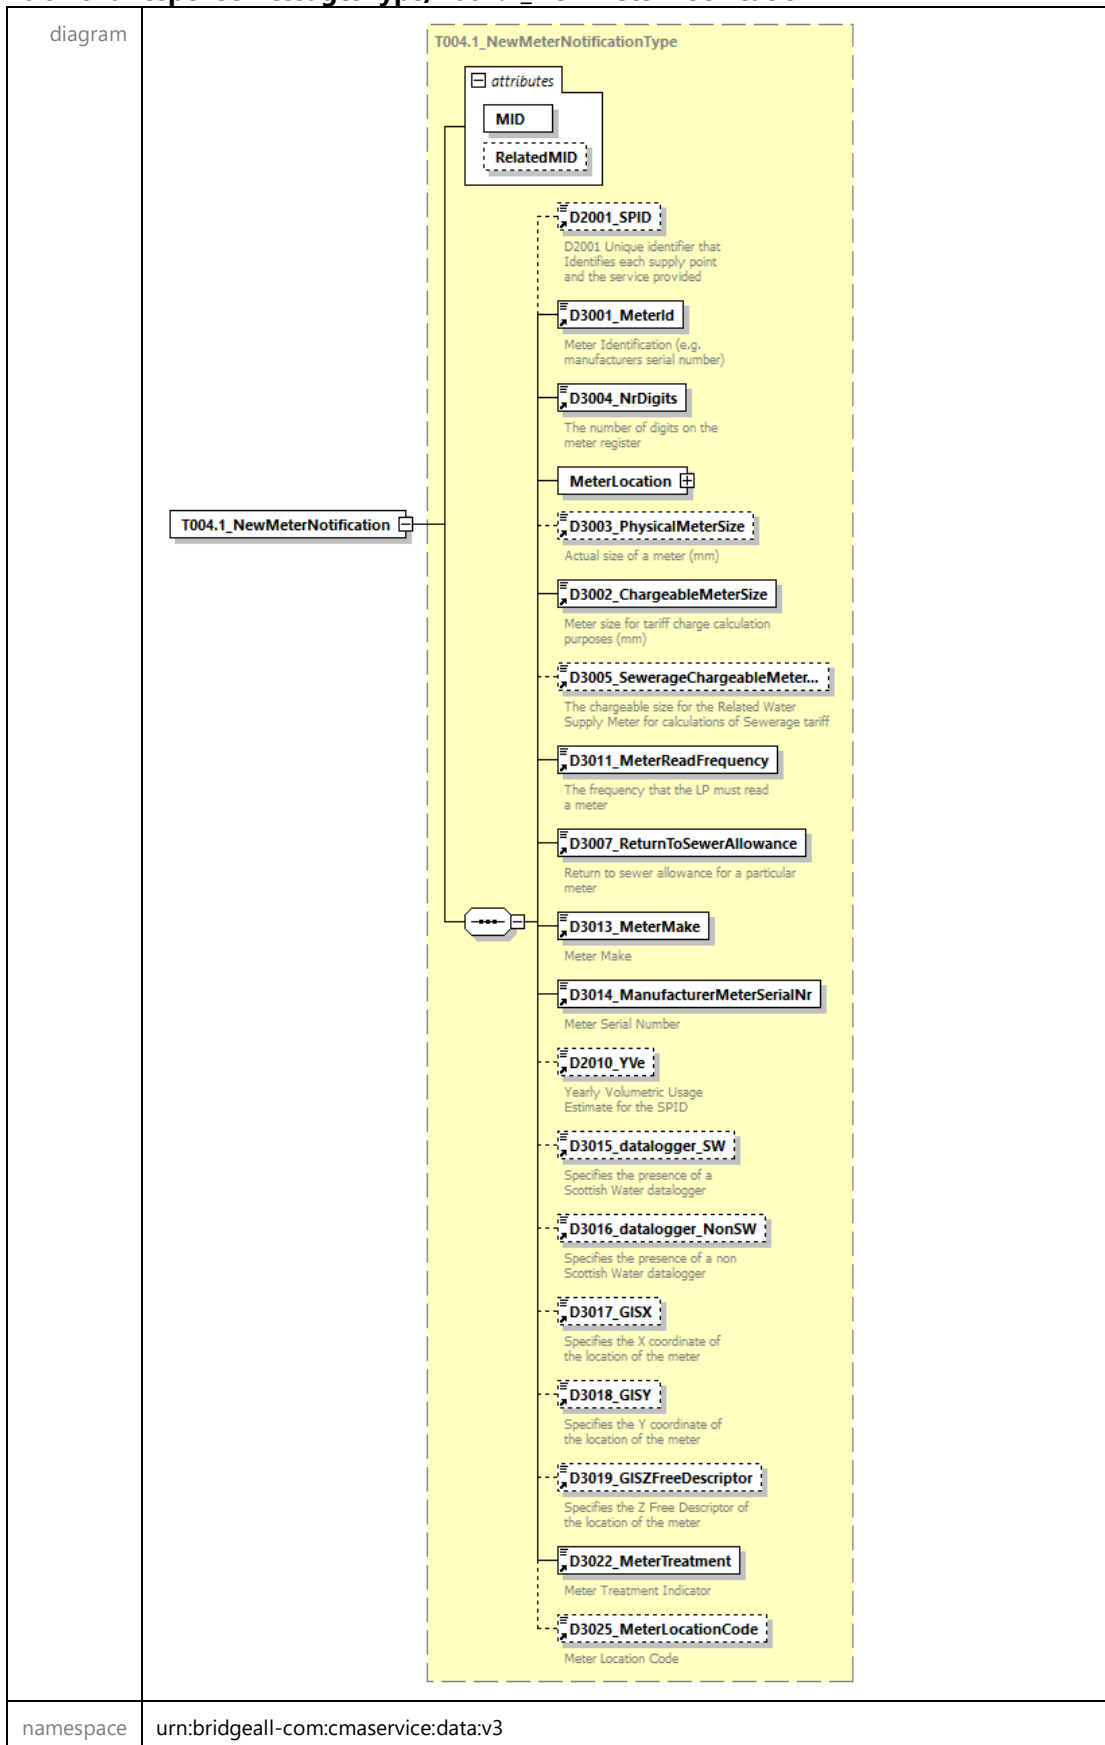 diagram
T004.1_NewMeterNotificationType
attributes
MID
RelatedMID
D2001_SPID
D2001 Unique identifier that
Identifies each supply point
and the service provided
D3001_MeterId
Meter Identification (e.g.
manufacturers serial number)
D3004_NrDigits
The number of digits on the
meter register
MeterLocation
T004.1_NewMeterNotification
D3003_PhysicalMeterSize
Actual size of a meter (mm)
D3002_ChargeableMeterSize
Meter size for tariff charge calculation
purposes (mm)
D3005_SewerageChargeableMeter...
The chargeable size for the Related Water
Supply Meter for calculations of Sewerage tariff
D3011_MeterReadFrequency
The frequency that the LP must read
a meter
D3007_ReturnToSewerAllowance
Return to sewer allowance for a particular
meter
D3013_MeterMake
Meter Make
D3014_ManufacturerMeterSerialNr
Meter Serial Number
D2010_YVe
Yearly Volumetric Usage
Estimate for the SPID
D3015_datalogger_SW
Specifies the presence of a
Scottish Water datalogger
D3016_datalogger_NonSW
Specifies the presence of a non
Scottish Water datalogger
D3017_GISX
Specifies the X coordinate of
the location of the meter
D3018_GISY
Specifies the Y coordinate of
the location of the meter
D3019_GISZFreeDescriptor
Specifies the Z Free Descriptor of
the location of the meter
D3022_MeterTreatment
Meter Treatment Indicator
D3025_MeterLocationCode
Meter Location Code
namespace urn:bridgeall-com:cmaservice:data:v3